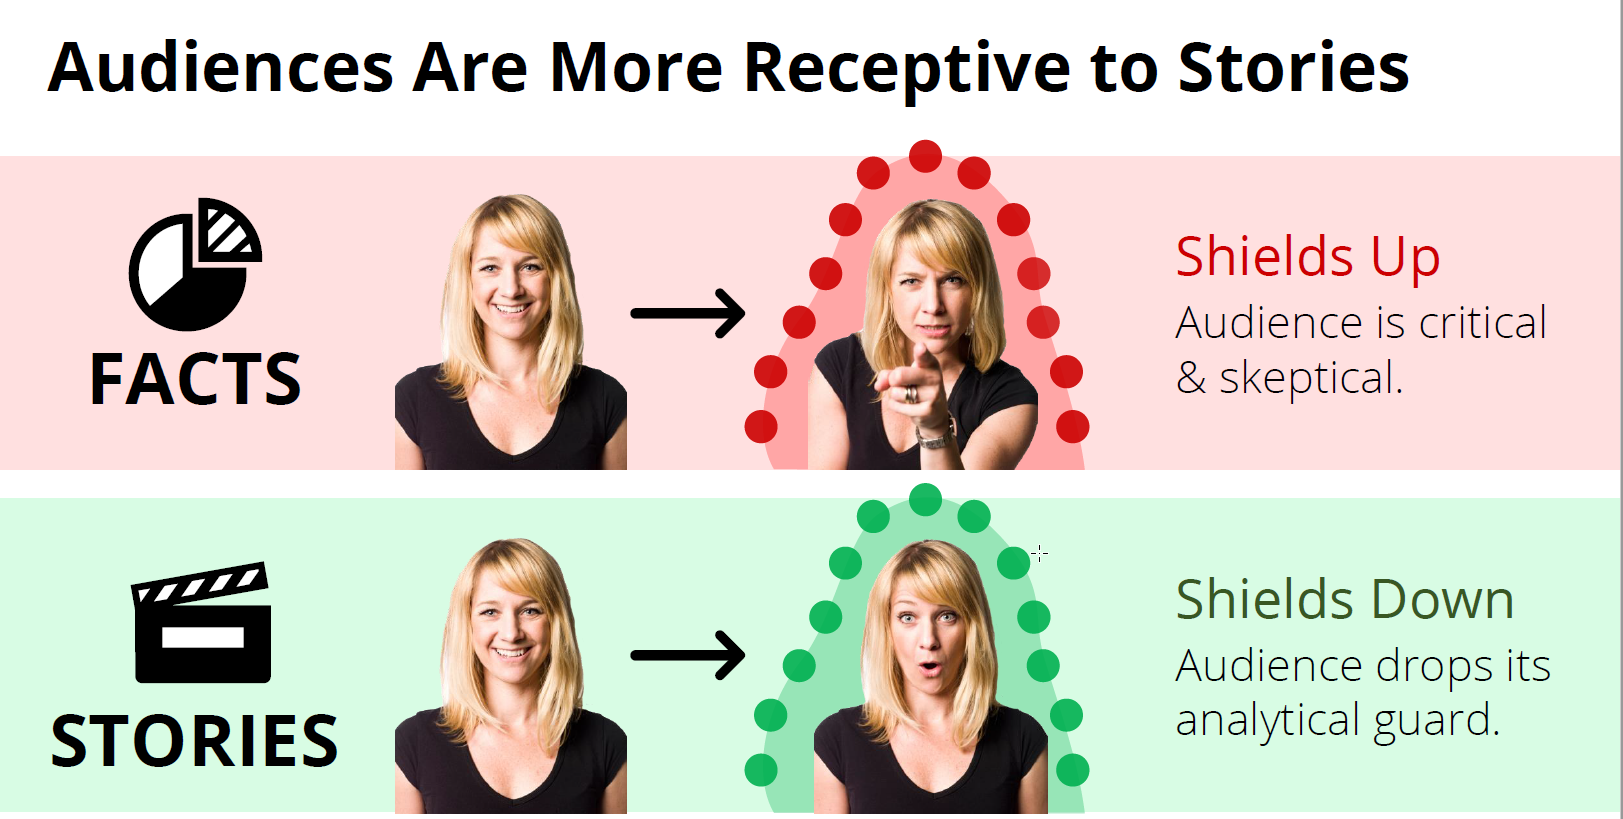 Audiences Are More Receptive to Stories
FACTS
Shields Up
Audience is critical
& skeptical.
STORIES
Shields Down
Audience drops its
analytical guard.